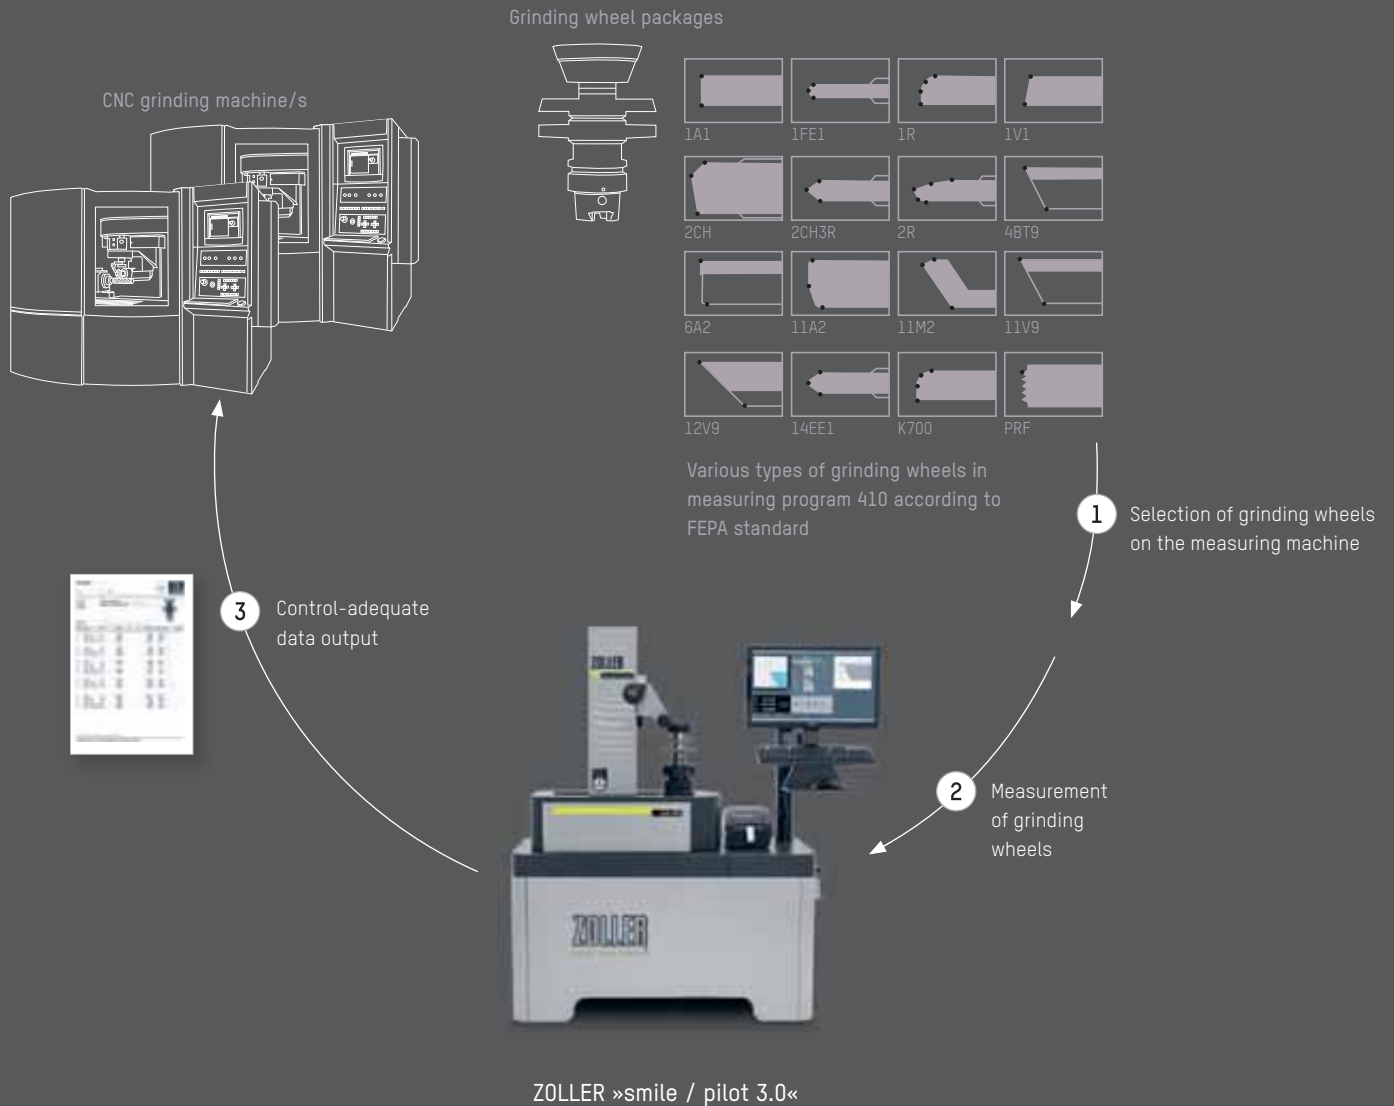 Grinding wheel packages
CNC grinding machine/s
1A1
1FE1
1R
1V1
2CH
2CH3R
2R
4BT9
6A2
11A2
11M2
11V9
12V9
14EE1
K700
PRF
Various types of grinding wheels in
measuring program 410 according to
FEPA standard
1
Selection of grinding wheels
on the measuring machine
3
Control-adequate
data output
ZOLLER
2
Measurement
of grinding
wheels
ZOLLER
ZOLLER »smile / pilot 3.0«